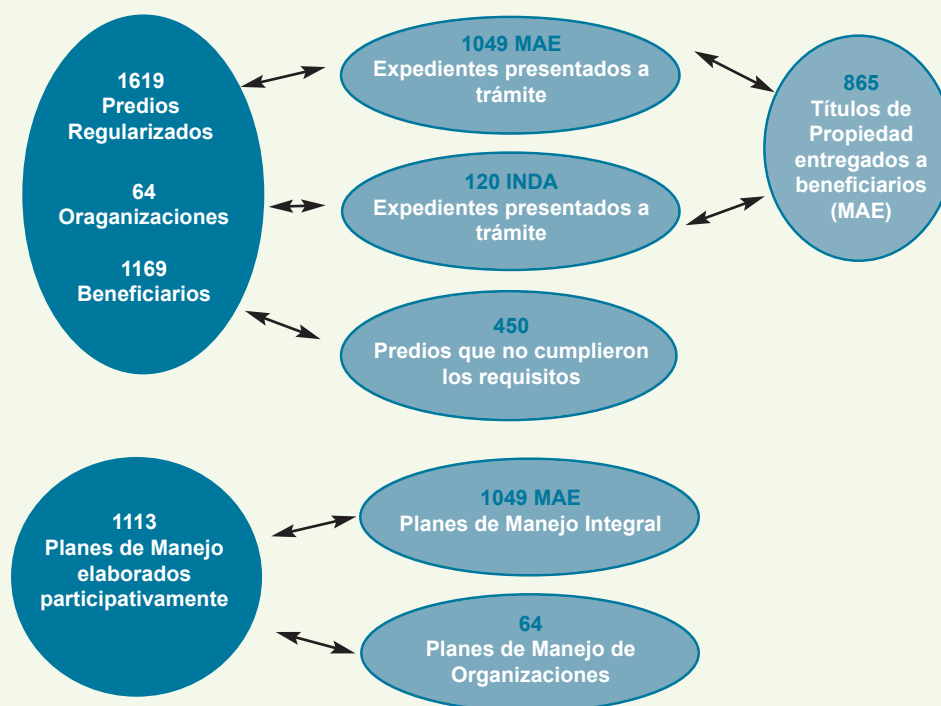 1619
Predios
Regularizados
64
Oraganizaciones
1169
Beneficiarios
1049 MAE
Expedientes presentados a
trámite
120 INDA
Expedientes presentados a
trámite
450
Predios que no cumplieron
los requisitos
865
Títulos de
Propiedad
entregados a
beneficiarios
(MAE)
1113
Planes de Manejo
elaborados
participativamente
1049 MAE
Planes de Manejo Integral
64
Planes de Manejo de
Organizaciones